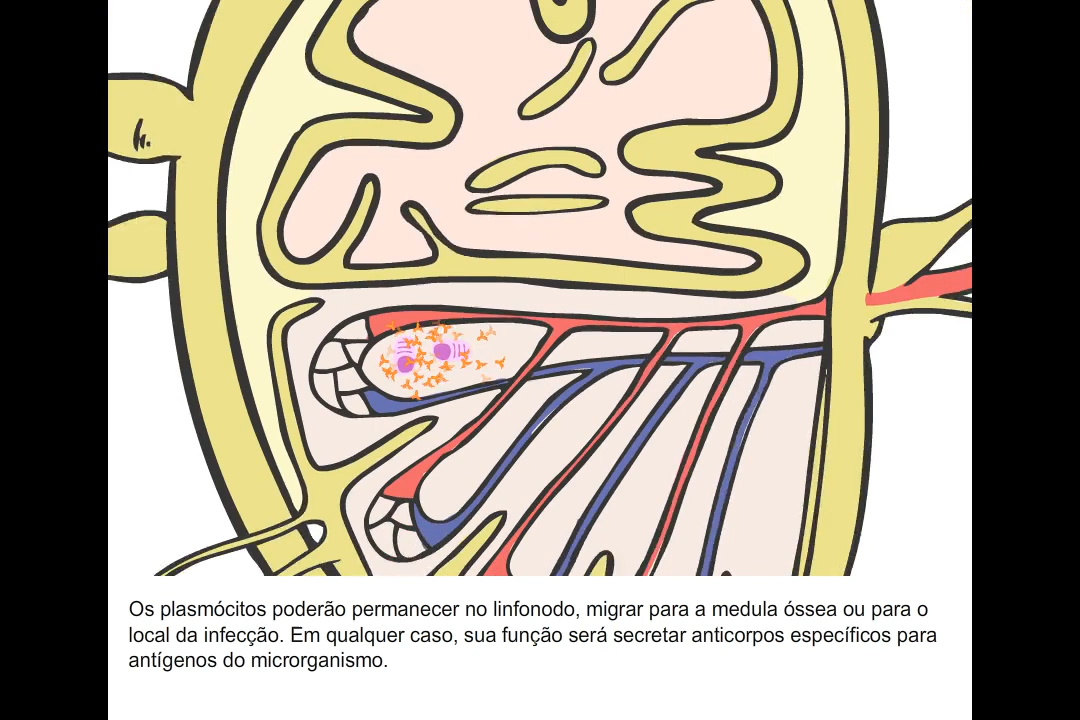 Os plasmócitos poderão permanecer no linfonodo, migrar para a medula óssea ou para o
local da infecção. Em qualquer caso, sua função será secretar anticorpos específicos para
antígenos do microrganismo.